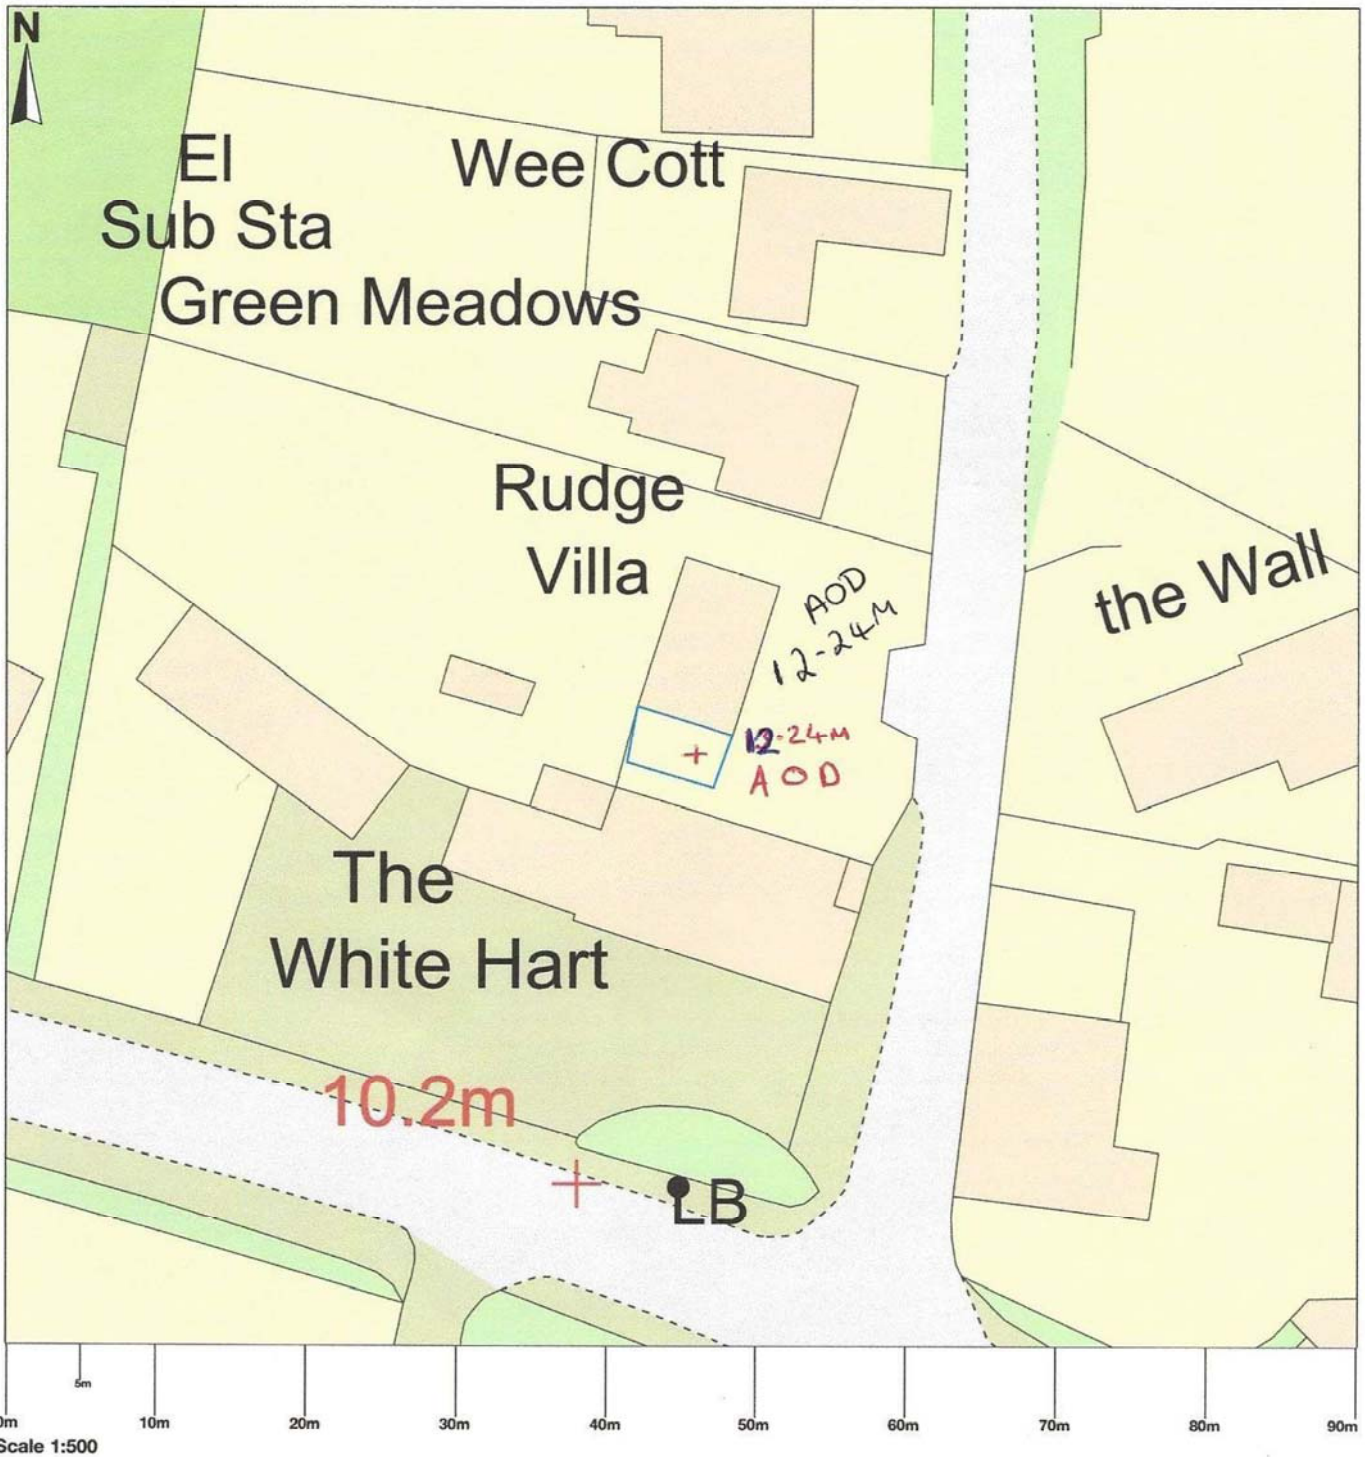 N
El
Sub Sta
Wee Cott
Green Meadows
Rudge
Villa
AOD
12-24M
the Wall
12-24M
AOD
The
White Hart
10.2m
LB
5m
0m
10m
20m
30m
40m
50m
60m
70m
80m
90m
Scale 1:500